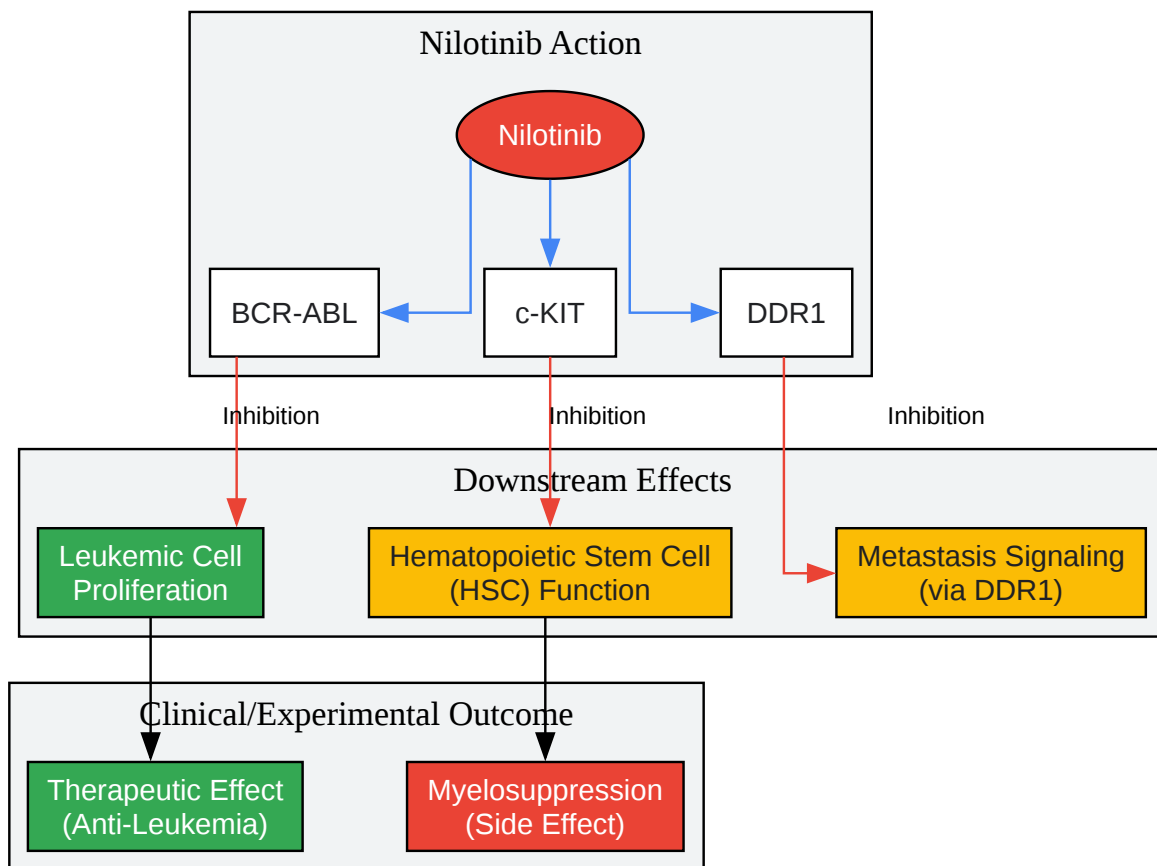 Nilotinib Action
Nilotinib
BCR-ABL
c-KIT
DDR1
Inhibition
Inhibition
Inhibition
Downstream Effects
Leukemic Cell
Proliferation
Hematopoietic Stem Cell
(HSC) Function
Metastasis Signaling
(via DDR1)
Clinical/Experimental Outcome
Therapeutic Effect
(Anti-Leukemia)
Myelosuppression
(Side Effect)